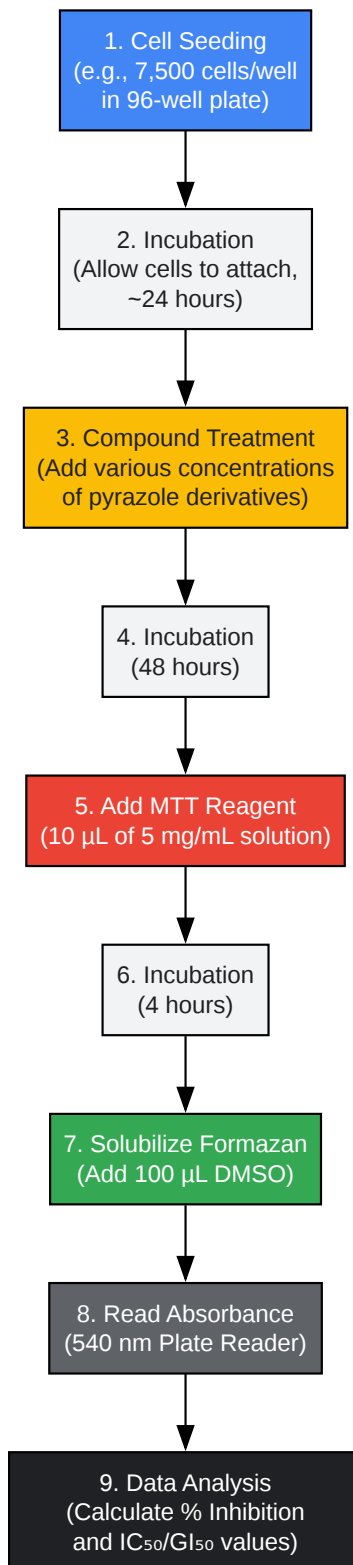 1. Cell Seeding
(e.g., 7,500 cells/well
in 96-well plate)
2. Incubation
(Allow cells to attach,
~24 hours)
3. Compound Treatment
(Add various concentrations
of pyrazole derivatives)
4. Incubation
(48 hours)
5. Add MTT Reagent
(10 µL of 5 mg/mL solution)
6. Incubation
(4 hours)
7. Solubilize Formazan
(Add 100 µL DMSO)
8. Read Absorbance
(540 nm Plate Reader)
9. Data Analysis
(Calculate % Inhibition
and IC₅₀/GI₅₀ values)